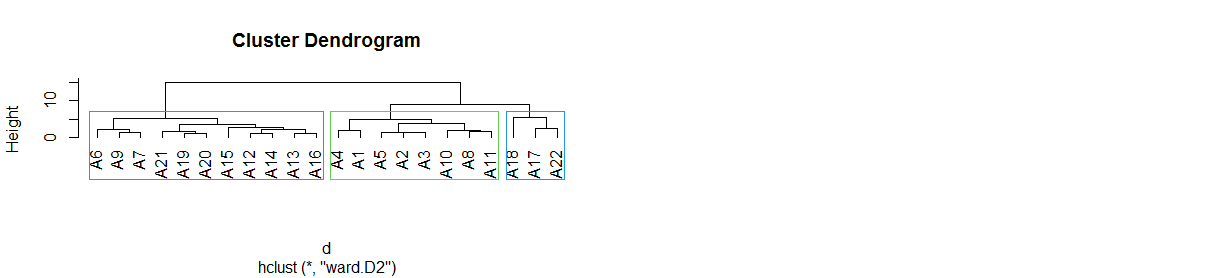 Cluster Dendrogram
Height
10
0
A6 A9 A7 A21 A19 A20 A15 A12 A14 A13 A16 A4 A1 A5 A2 A3 A10 A8 A11 A18 A17 A22
d
hclust (*, "ward.D2")